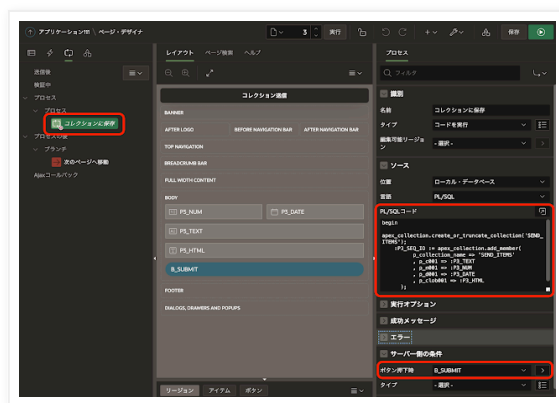 アプリケーション111 \ ページ・デザイナ
3
実行
保存
送信後
検証中
プロセス
プロセス
コレクションに保存
プロセスの後
ブランチ
次のページへ移動
Ajaxコールバック
レイアウト ページ検索 ヘルプ
コレクション送信
BANNER
AFTER LOGO BEFORE NAVIGATION BAR AFTER NAVIGATION BAR
TOP NAVIGATION
BREADCRUMB BAR
FULL WIDTH CONTENT
BODY
P3_NUM P3_DATE
P3_TEXT
P3_HTML
B_SUBMIT
FOOTER
DIALOGS, DRAWERS AND POPUPS
リージョン アイテム ボタン
プロセス
フィルタ
識別
名前 コレクションに保存
タイプ コードを実行
編集可能リージョン - 選択 -
ソース
位置 ローカル・データベース
言語 PL/SQL
PL/SQLコード
begin
apex_collection.create_or_truncate_collection('SEND_
ITEMS');
:P3_SEQ_ID := apex_collection.add_member(
p_collection_name => 'SEND_ITEMS'
, p_c001 => :P3_TEXT
, p_n001 => :P3_NUM
, p_d001 => :P3_DATE
, p_clob001 => :P3_HTML
);
実行オプション
成功メッセージ
エラー
サーバー側の条件
ボタン押下時 B_SUBMIT
タイプ - 選択 -